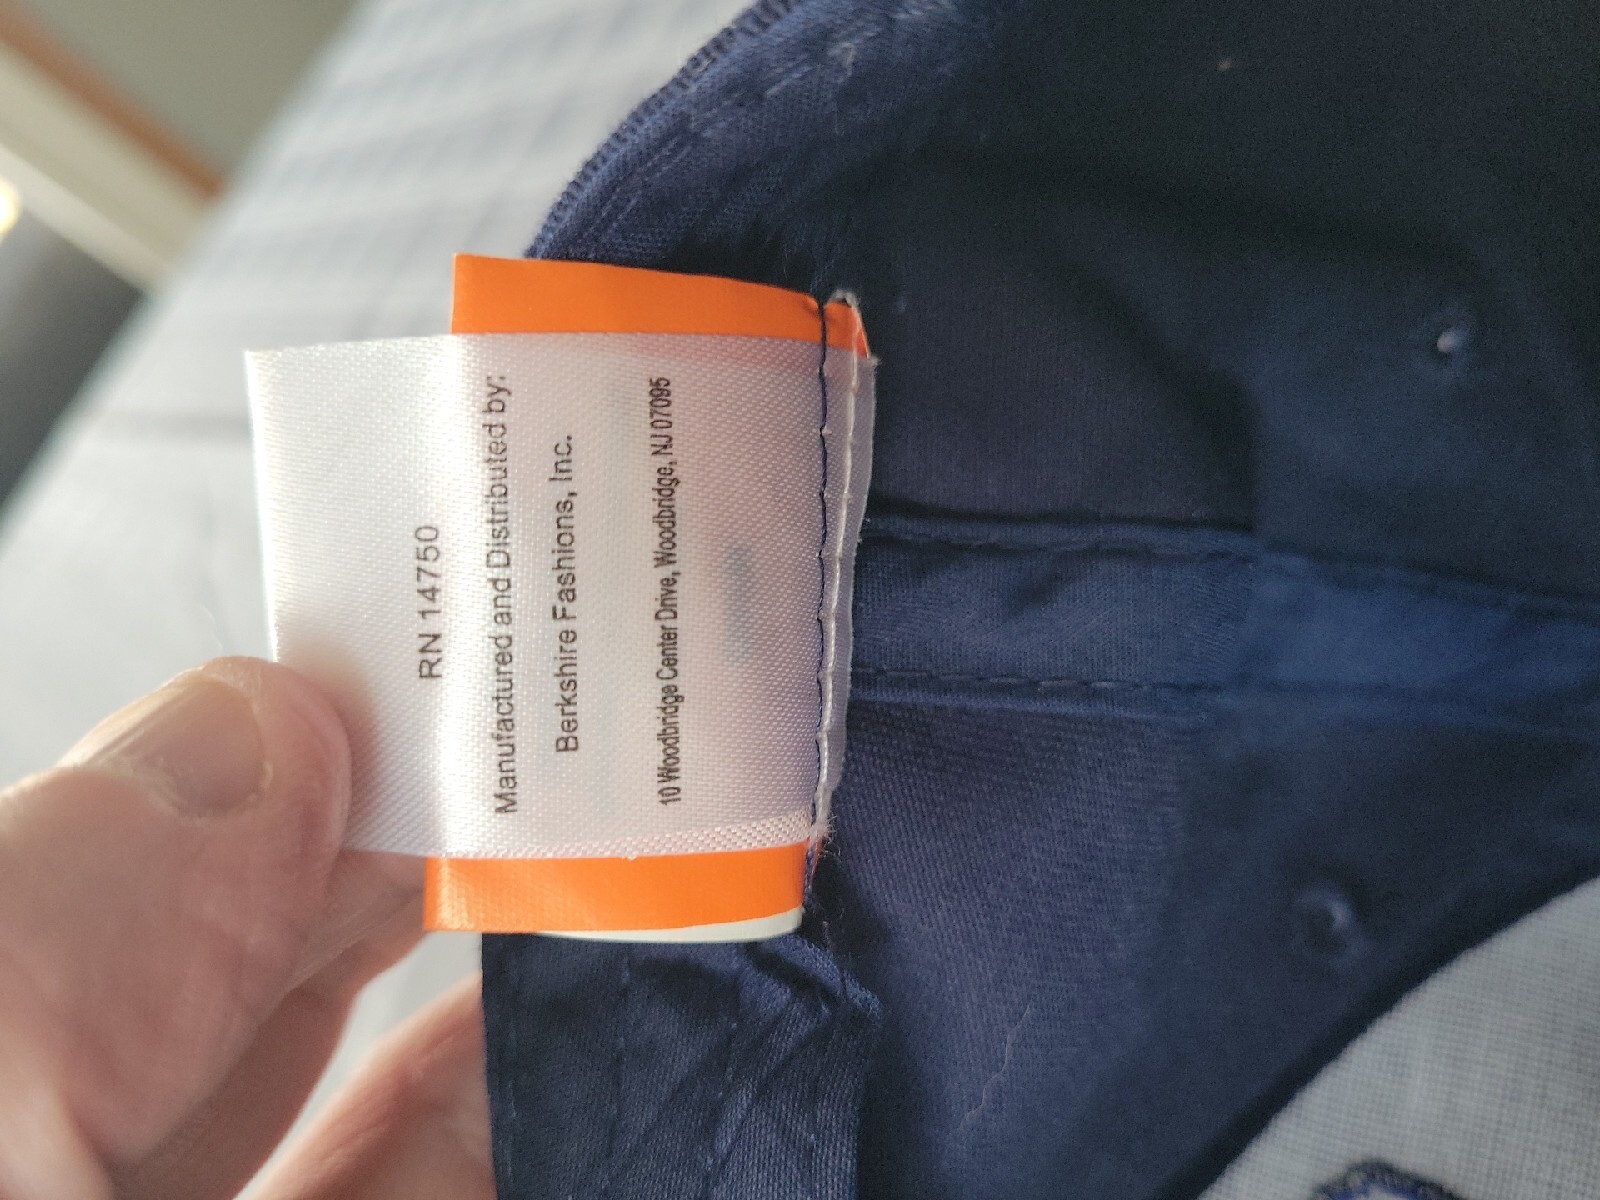 RN 14750
Manufactured and Distributed by:
Berkshire Fashions, Inc.
10 Woodbridge Center Drive, Woodbridge, NJ 07095